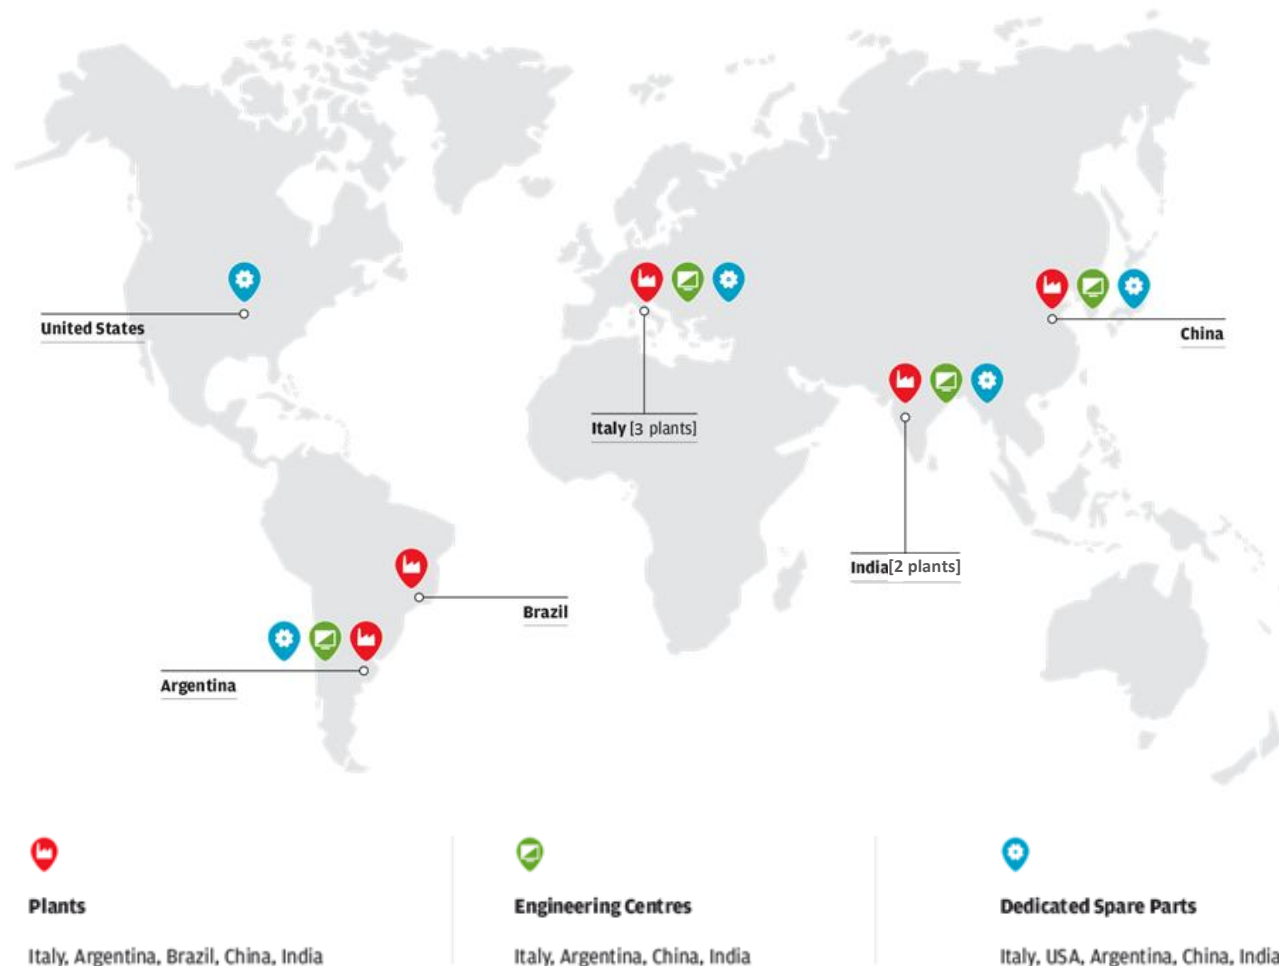 United States
China
Italy [3 plants]
India[2 plants]
Brazil
Argentina
Plants
Italy, Argentina, Brazil, China, India
Engineering Centres
Italy, Argentina, China, India
Dedicated Spare Parts
Italy, USA, Argentina, China, India